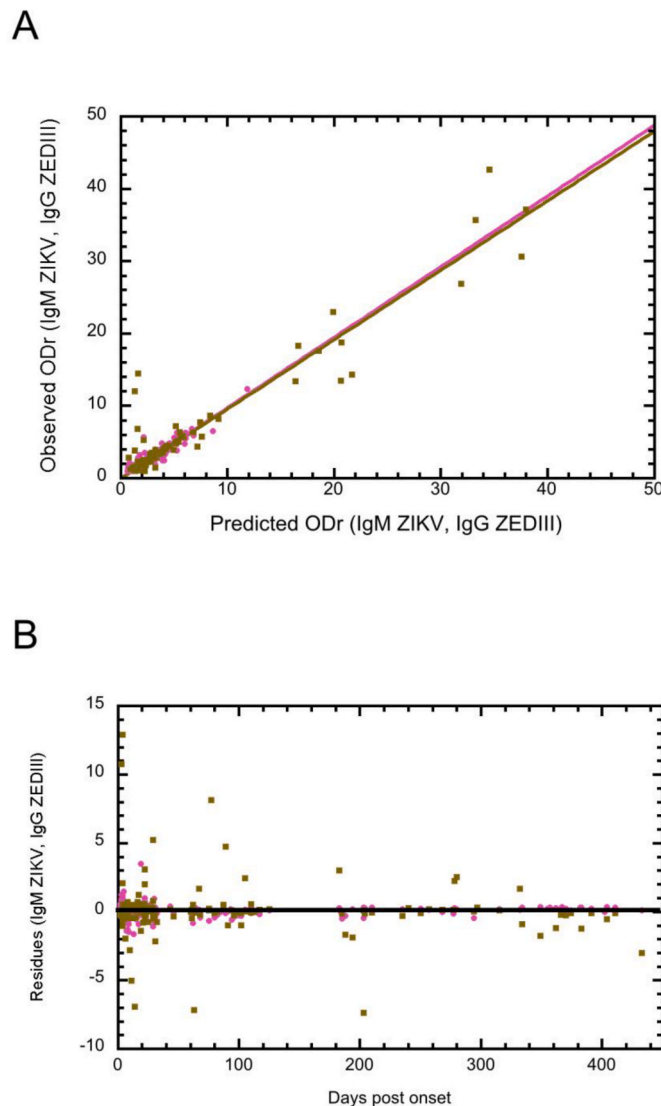 A
50
40
30
20
10
0
Observed ODr (IgM ZIKV, IgG ZEDIII)
0 10 20 30 40 50
Predicted ODr (IgM ZIKV, IgG ZEDIII)
B
15
10
5
0
-5
-10
Residues (IgM ZIKV, IgG ZEDIII)
0 100 200 300 400
Days post onset